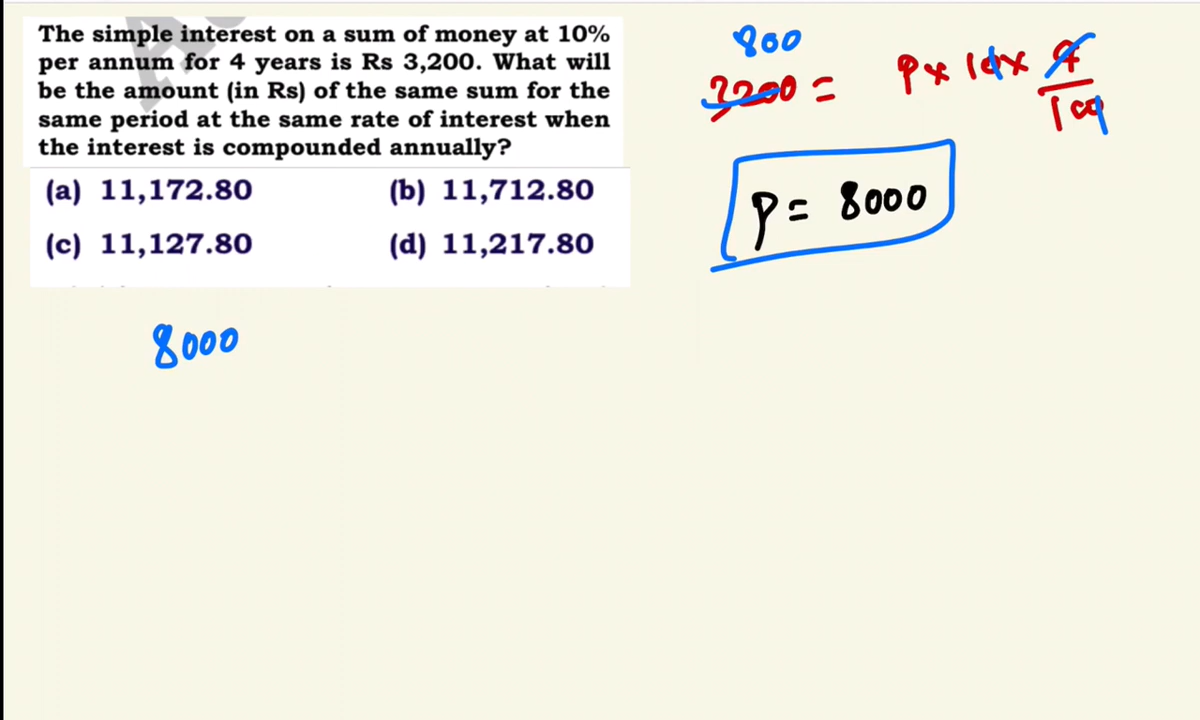 The simple interest on a sum of money at 10%
per annum for 4 years is Rs 3,200. What will
be the amount (in Rs) of the same sum for the
same period at the same rate of interest when
the interest is compounded annually?
(a) 11,172.80 (b) 11,712.80
(c) 11,127.80 (d) 11,217.80
800
3200 = P x 10 x 4
100
P = 8000
8000